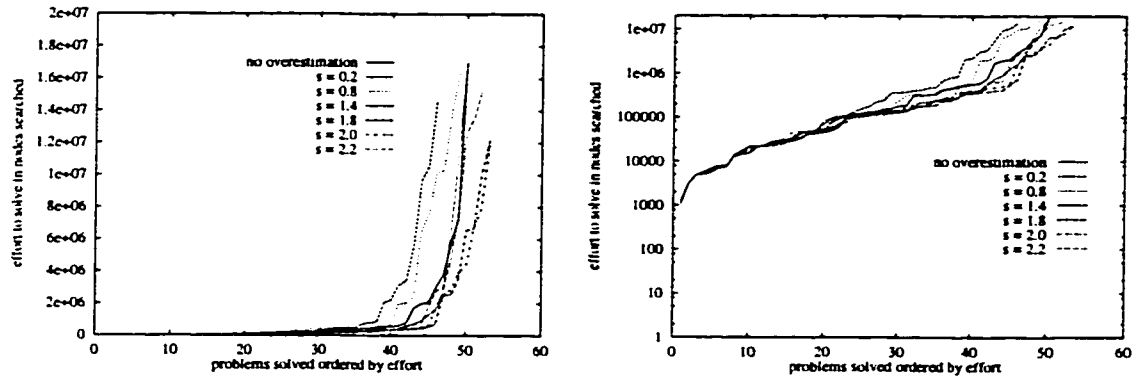 2e+07
1.8e+07
1.6e+07
1.4e+07
1.2e+07
1e+07
8e+06
6e+06
4e+06
2e+06
0
effort to solve in nodes searched
no overestimation
s = 0.2
s = 0.8
s = 1.4
s = 1.8
s = 2.0
s = 2.2
0 10 20 30 40 50 60
problems solved ordered by effort
1e+07
1e+06
100000
10000
1000
100
10
1
effort to solve in nodes searched
no overestimation
s = 0.2
s = 0.8
s = 1.4
s = 1.8
s = 2.0
s = 2.2
0 10 20 30 40 50 60
problems solved ordered by effort